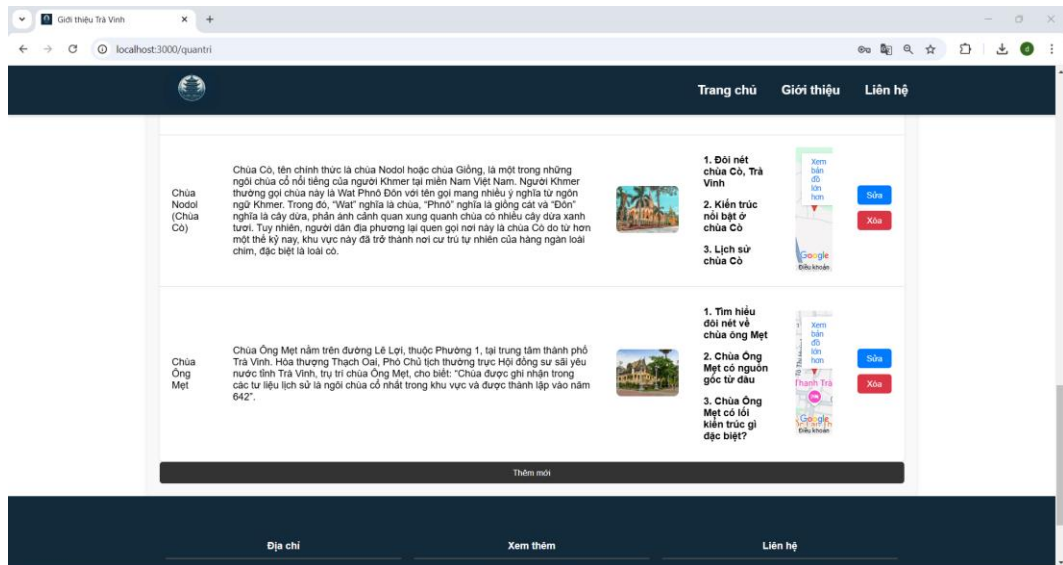 Giới thiệu Trà Vinh
localhost:3000/quantri
Trang chủ Giới thiệu Liên hệ
Chùa
Nodol
(Chùa
Cò)
Chùa Cò, tên chính thức là chùa Nodol hoặc chùa Giồng, là một trong những
ngôi chùa cổ nổi tiếng của người Khmer tại miền Nam Việt Nam. Người Khmer
thường gọi chùa này là Wat Phnô Đôn với tên gọi mang nhiều ý nghĩa từ ngôn
ngữ Khmer. Trong đó, “Wat” nghĩa là chùa, “Phnô” nghĩa là giồng cát và “Đôn”
nghĩa là cây dừa, phản ánh cảnh quan xung quanh chùa có nhiều cây dừa xanh
tươi. Tuy nhiên, người dân địa phương lại quen gọi nơi này là chùa Cò do từ hơn
một thế kỷ nay, khu vực này đã trở thành nơi cư trú tự nhiên của hàng ngàn loài
chim, đặc biệt là loài cò.
1. Đôi nét
chùa Cò, Trà
Vinh
2. Kiến trúc
nổi bật ở
chùa Cò
3. Lịch sử
chùa Cò
Xem
bản
đồ
lớn
hơn
Google
Điều khoản
Sửa
Xóa
Chùa
Ông
Mẹt
Chùa Ông Mẹt nằm trên đường Lê Lợi, thuộc Phường 1, tại trung tâm thành phố
Trà Vinh. Hòa thượng Thạch Oai, Phó Chủ tịch thường trực Hội đồng sư sãi yêu
nước tỉnh Trà Vinh, trụ trì chùa Ông Mẹt, cho biết: “Chùa được ghi nhận trong
các tư liệu lịch sử là ngôi chùa cổ nhất trong khu vực và được thành lập vào năm
642”.
1. Tìm hiểu
đôi nét về
chùa ông Mẹt
2. Chùa Ông
Mẹt có nguồn
gốc từ đâu
3. Chùa Ông
Mẹt có lối
kiến trúc gì
đặc biệt?
Xem
bản
đồ
lớn
hơn
Thanh Trà
Google
Điều khoản
Sửa
Xóa
Thêm mới
Địa chỉ Xem thêm Liên hệ